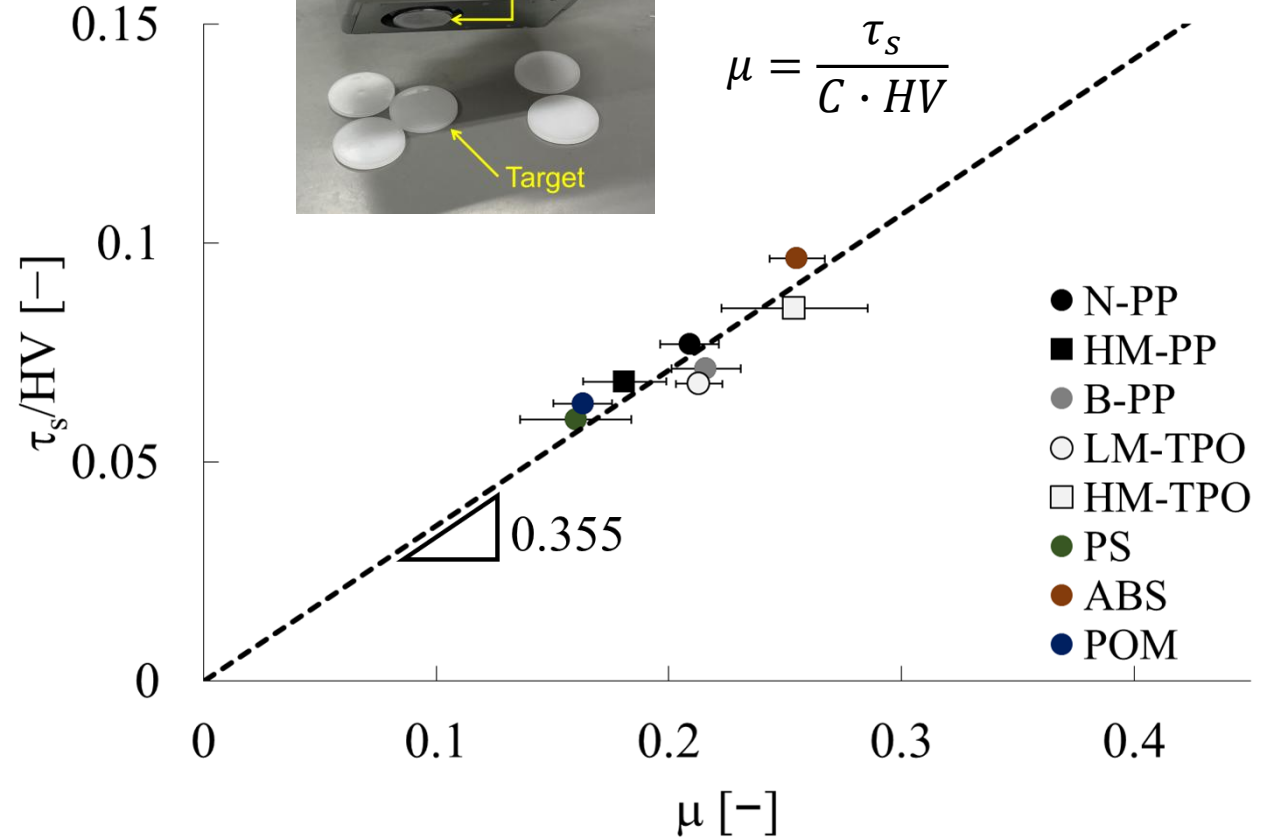 0.15
0.1
0.05
0
τs/HV [−]
Target
μ = τs / C · HV
0.355
N-PP
HM-PP
B-PP
LM-TPO
HM-TPO
PS
ABS
POM
0 0.1 0.2 0.3 0.4
μ [−]